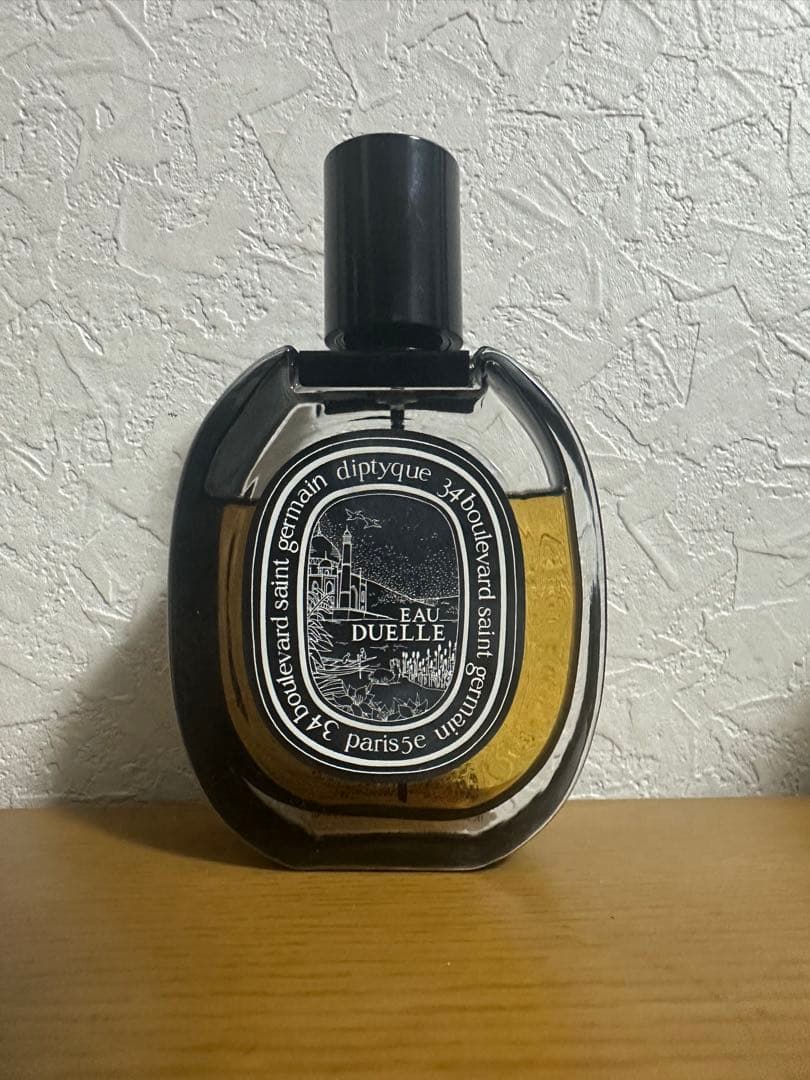 diptyque 34 boulevard saint germain paris 5e 34 boulevard saint germain
EAU
DUELLE